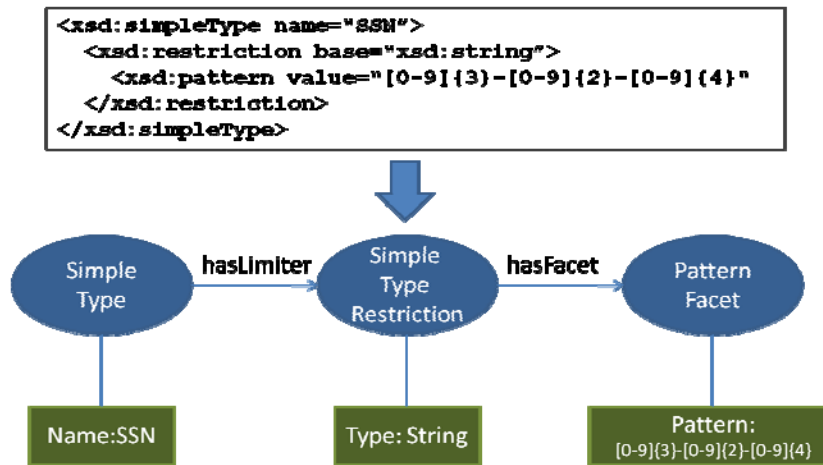 <xsd:simpleType name="SSN">
<xsd:restriction base="xsd:string">
<xsd:pattern value="[0-9]{3}-[0-9]{2}-[0-9]{4}"
</xsd:restriction>
</xsd:simpleType>
Simple
Type
hasLimiter
Simple
Type
Restriction
hasFacet
Pattern
Facet
Name:SSN
Type: String
Pattern:
[0-9]{3}-[0-9]{2}-[0-9]{4}